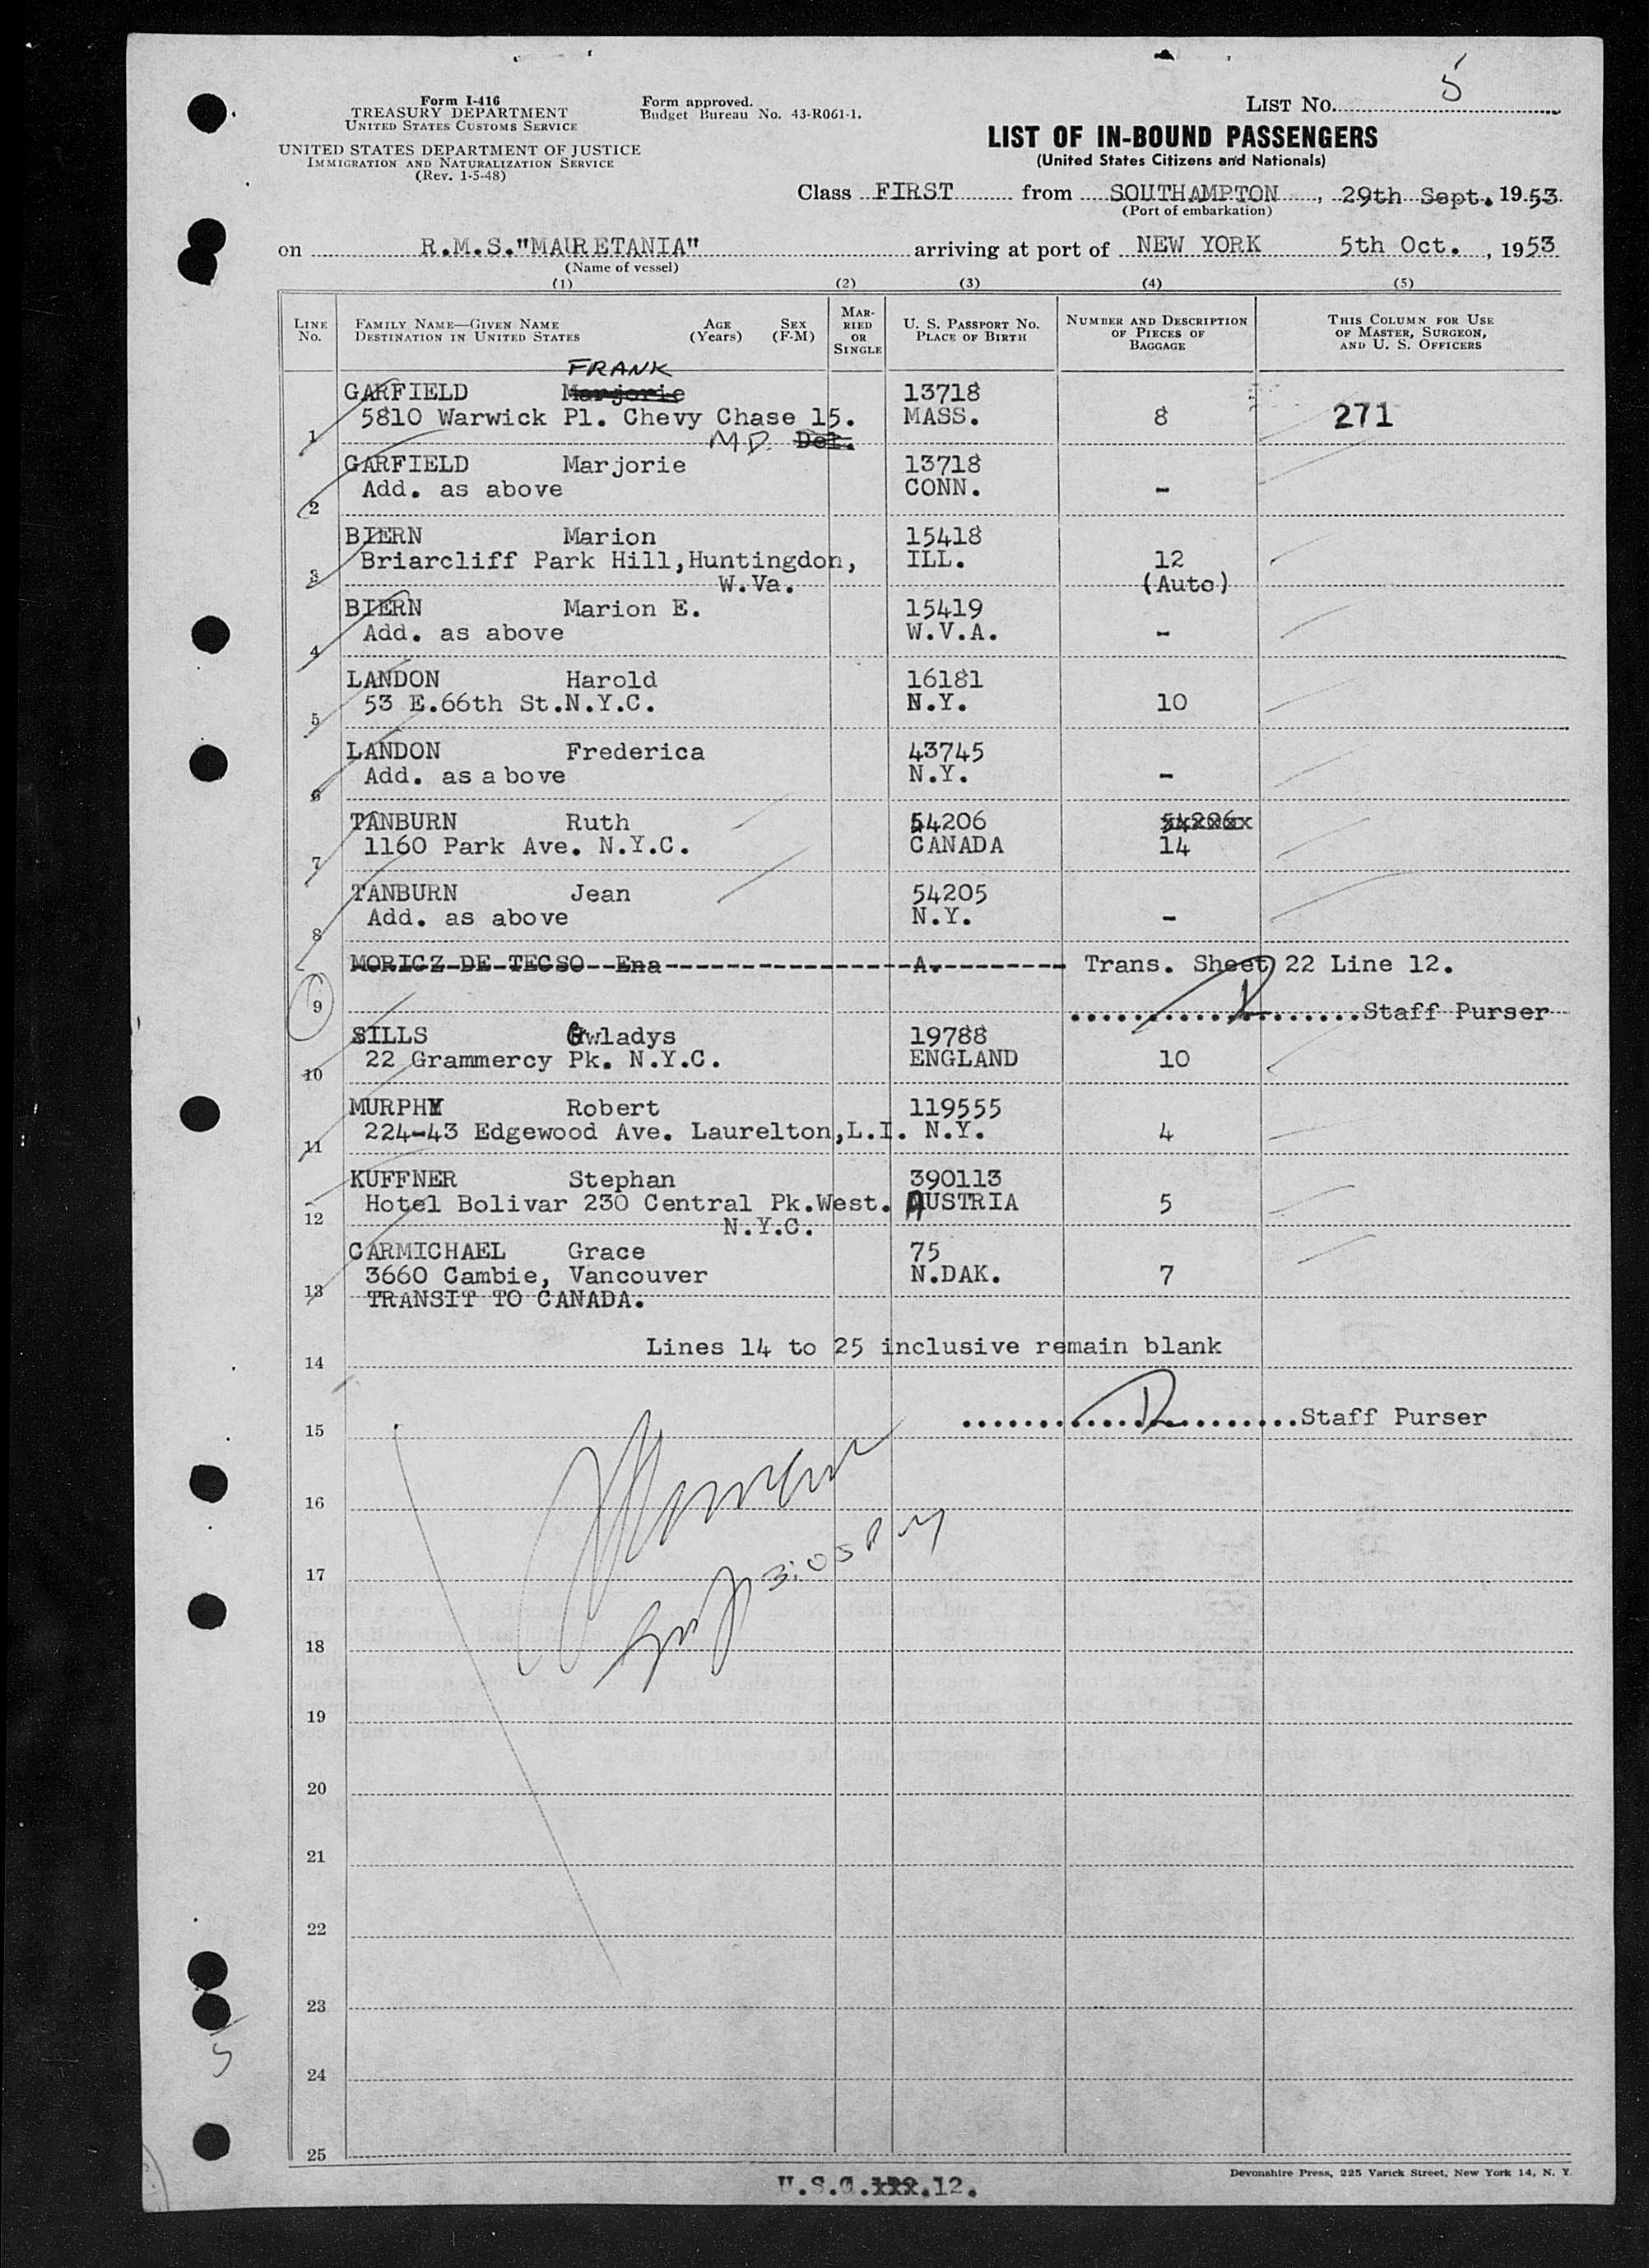 5
Form I-416
TREASURY DEPARTMENT
UNITED STATES CUSTOMS SERVICE
UNITED STATES DEPARTMENT OF JUSTICE
IMMIGRATION AND NATURALIZATION SERVICE
(Rev. 1-5-48)
Form approved.
Budget Bureau No. 43-R061-1.
LIST NO.
LIST OF IN-BOUND PASSENGERS
(United States Citizens and Nationals)
Class FIRST from SOUTHAMPTON, 29th Sept. 1953
(Port of embarkation)
on R.M.S."MAURETANIA" arriving at port of NEW YORK 5th Oct., 1953
(Name of vessel)
(1) (2) (3) (4) (5)
LINE NO. FAMILY NAME—GIVEN NAME DESTINATION IN UNITED STATES AGE (Years) SEX (F-M) MARRIED OR SINGLE U. S. PASSPORT NO. PLACE OF BIRTH NUMBER AND DESCRIPTION OF PIECES OF BAGGAGE THIS COLUMN FOR USE OF MASTER, SURGEON, AND U. S. OFFICERS
FRANK
GARFIELD Marjorie 13718
1 5810 Warwick Pl. Chevy Chase 15. MASS. 8 271
MD. Del.
GARFIELD Marjorie 13718
2 Add. as above CONN. -
BIERN Marion 15418
3 Briarcliff Park Hill,Huntingdon, ILL. 12
W.Va. (Auto)
BIERN Marion E. 15419
4 Add. as above W.V.A. -
LANDON Harold 16181
5 53 E.66th St.N.Y.C. N.Y. 10
LANDON Frederica 43745
6 Add. as above N.Y. -
TANBURN Ruth 54206 54206x
7 1160 Park Ave. N.Y.C. CANADA 14
TANBURN Jean 54205
8 Add. as above N.Y. -
MORICZ DE TECSO Ena A. Trans. Sheet 22 Line 12.
9 Staff Purser
SILLS Gwladys 19788
10 22 Grammercy Pk. N.Y.C. ENGLAND 10
MURPHY Robert 119555
11 224-43 Edgewood Ave. Laurelton,L.I. N.Y. 4
KUFFNER Stephan 390113
12 Hotel Bolivar 230 Central Pk.West. AUSTRIA 5
N.Y.C.
CARMICHAEL Grace 75
13 3660 Cambie, Vancouver N.DAK. 7
TRANSIT TO CANADA.
Lines 14 to 25 inclusive remain blank
14
Staff Purser
15
16
3:05 PM
17
18
19
20
21
22
23
5
24
25
Devonshire Press, 225 Varick Street, New York 14, N. Y.
U.S.C. 12.